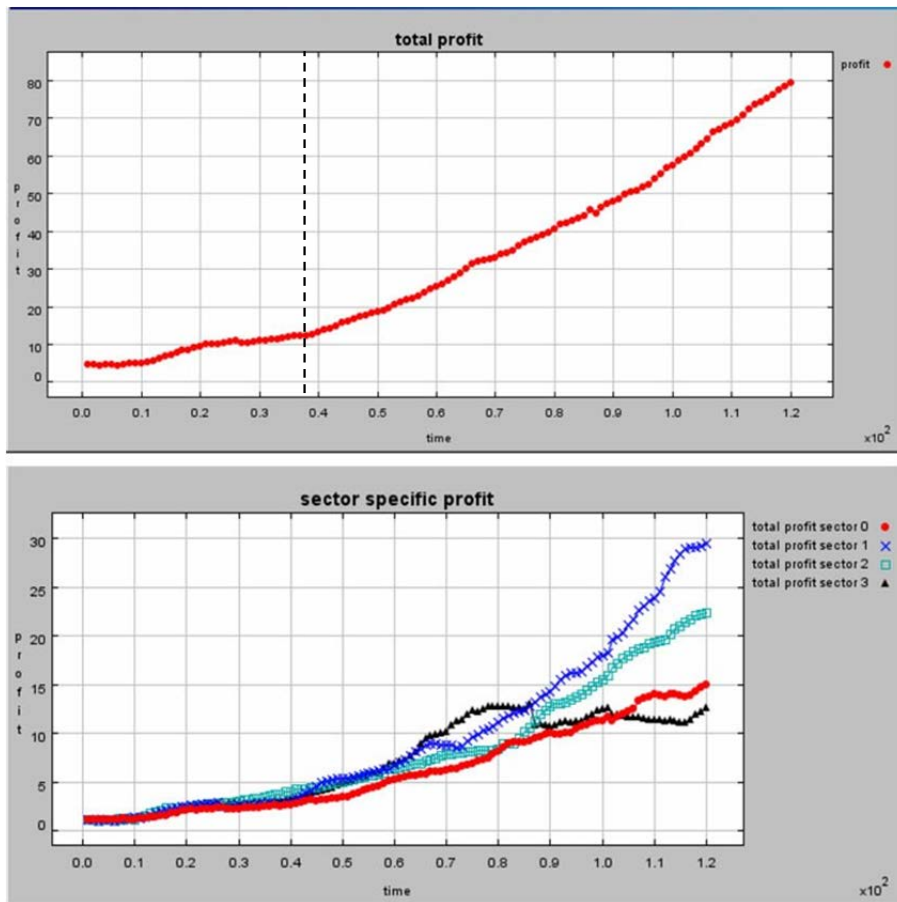 total profit
profit
80
70
60
50
40
30
20
10
0
profit
0.0 0.1 0.2 0.3 0.4 0.5 0.6 0.7 0.8 0.9 1.0 1.1 1.2
time
x10²
sector specific profit
total profit sector 0
total profit sector 1
total profit sector 2
total profit sector 3
30
25
20
15
10
5
0
profit
0.0 0.1 0.2 0.3 0.4 0.5 0.6 0.7 0.8 0.9 1.0 1.1 1.2
time
x10²